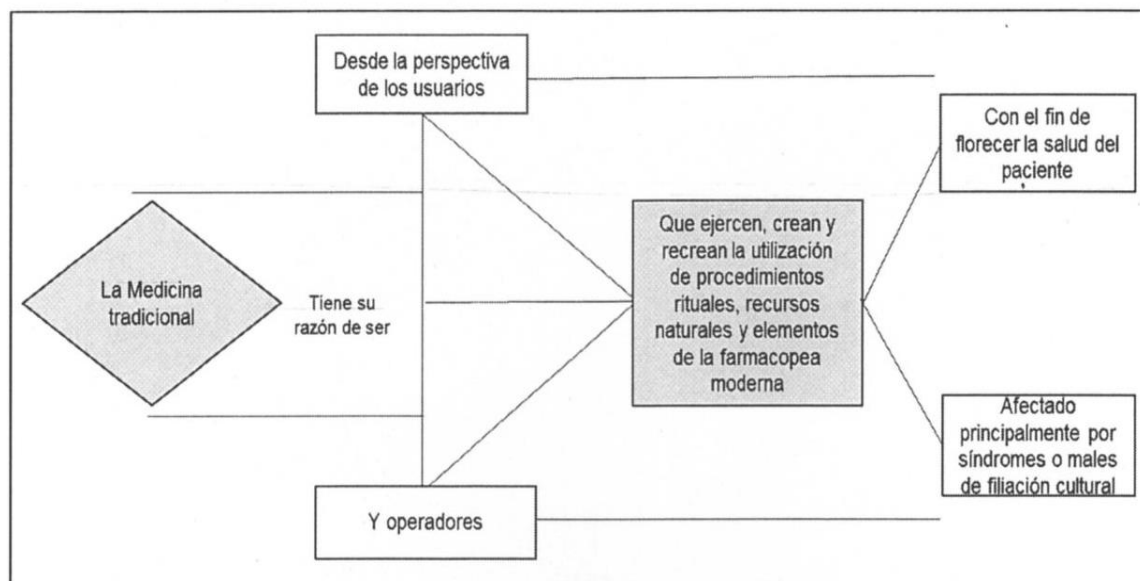 Desde la perspectiva
de los usuarios
Con el fin de
florecer la salud del
paciente
La Medicina
tradicional
Tiene su
razón de ser
Que ejercen, crean y
recrean la utilización
de procedimientos
rituales, recursos
naturales y elementos
de la farmacopea
moderna
Afectado
principalmente por
síndromes o males
de filiación cultural
Y operadores